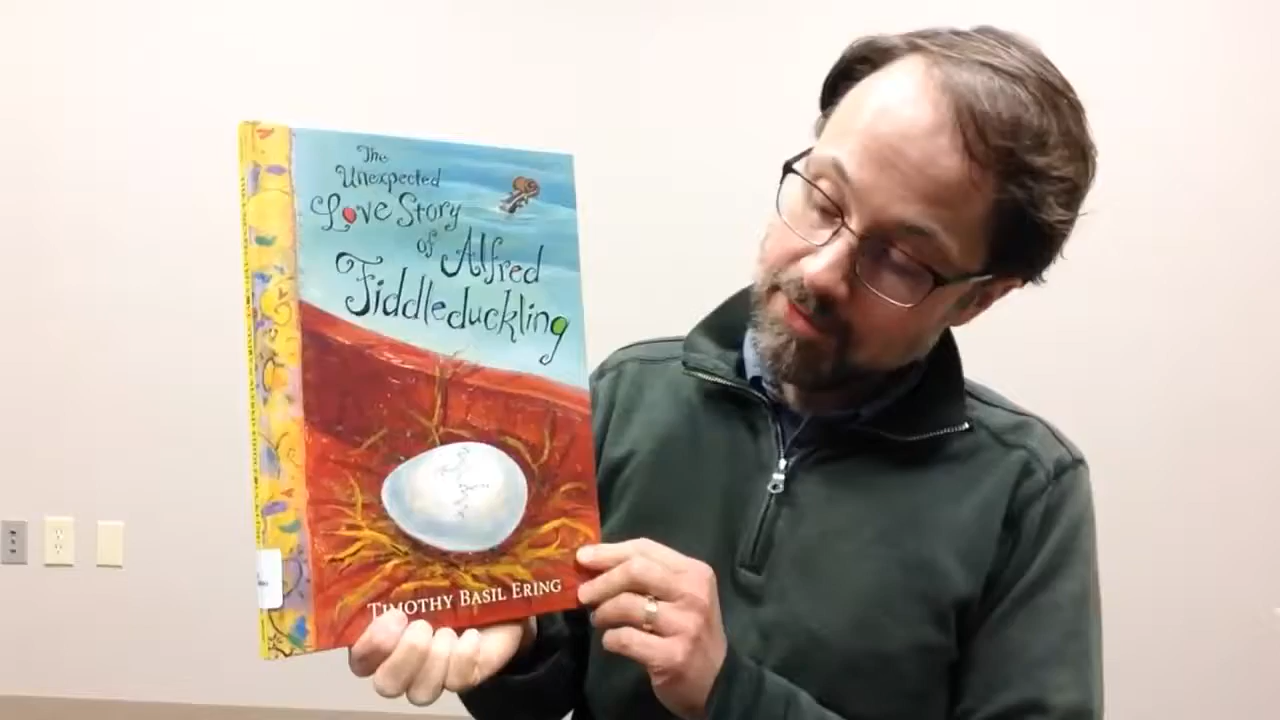 The
Unexpected
Love Story
of Alfred
Fiddleduckling
TIMOTHY BASIL ERING